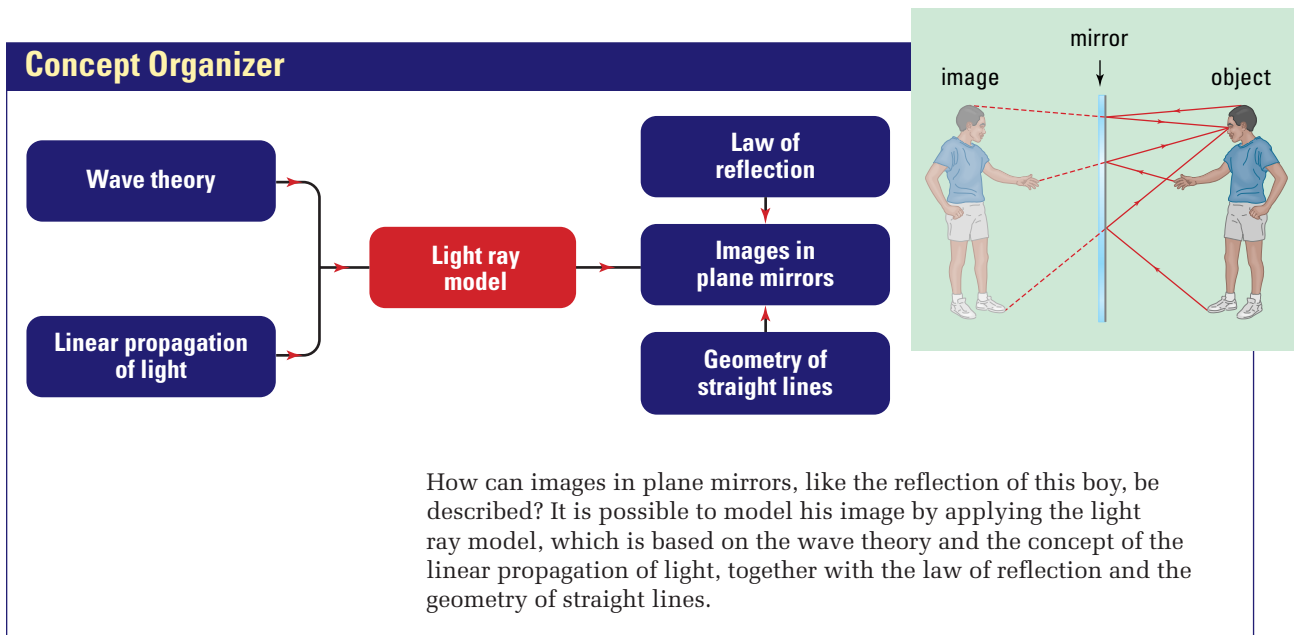 Concept Organizer
mirror
image
object
Wave theory
Linear propagation
of light
Light ray
model
Law of
reflection
Images in
plane mirrors
Geometry of
straight lines
How can images in plane mirrors, like the reflection of this boy, be
described? It is possible to model his image by applying the light
ray model, which is based on the wave theory and the concept of the
linear propagation of light, together with the law of reflection and the
geometry of straight lines.